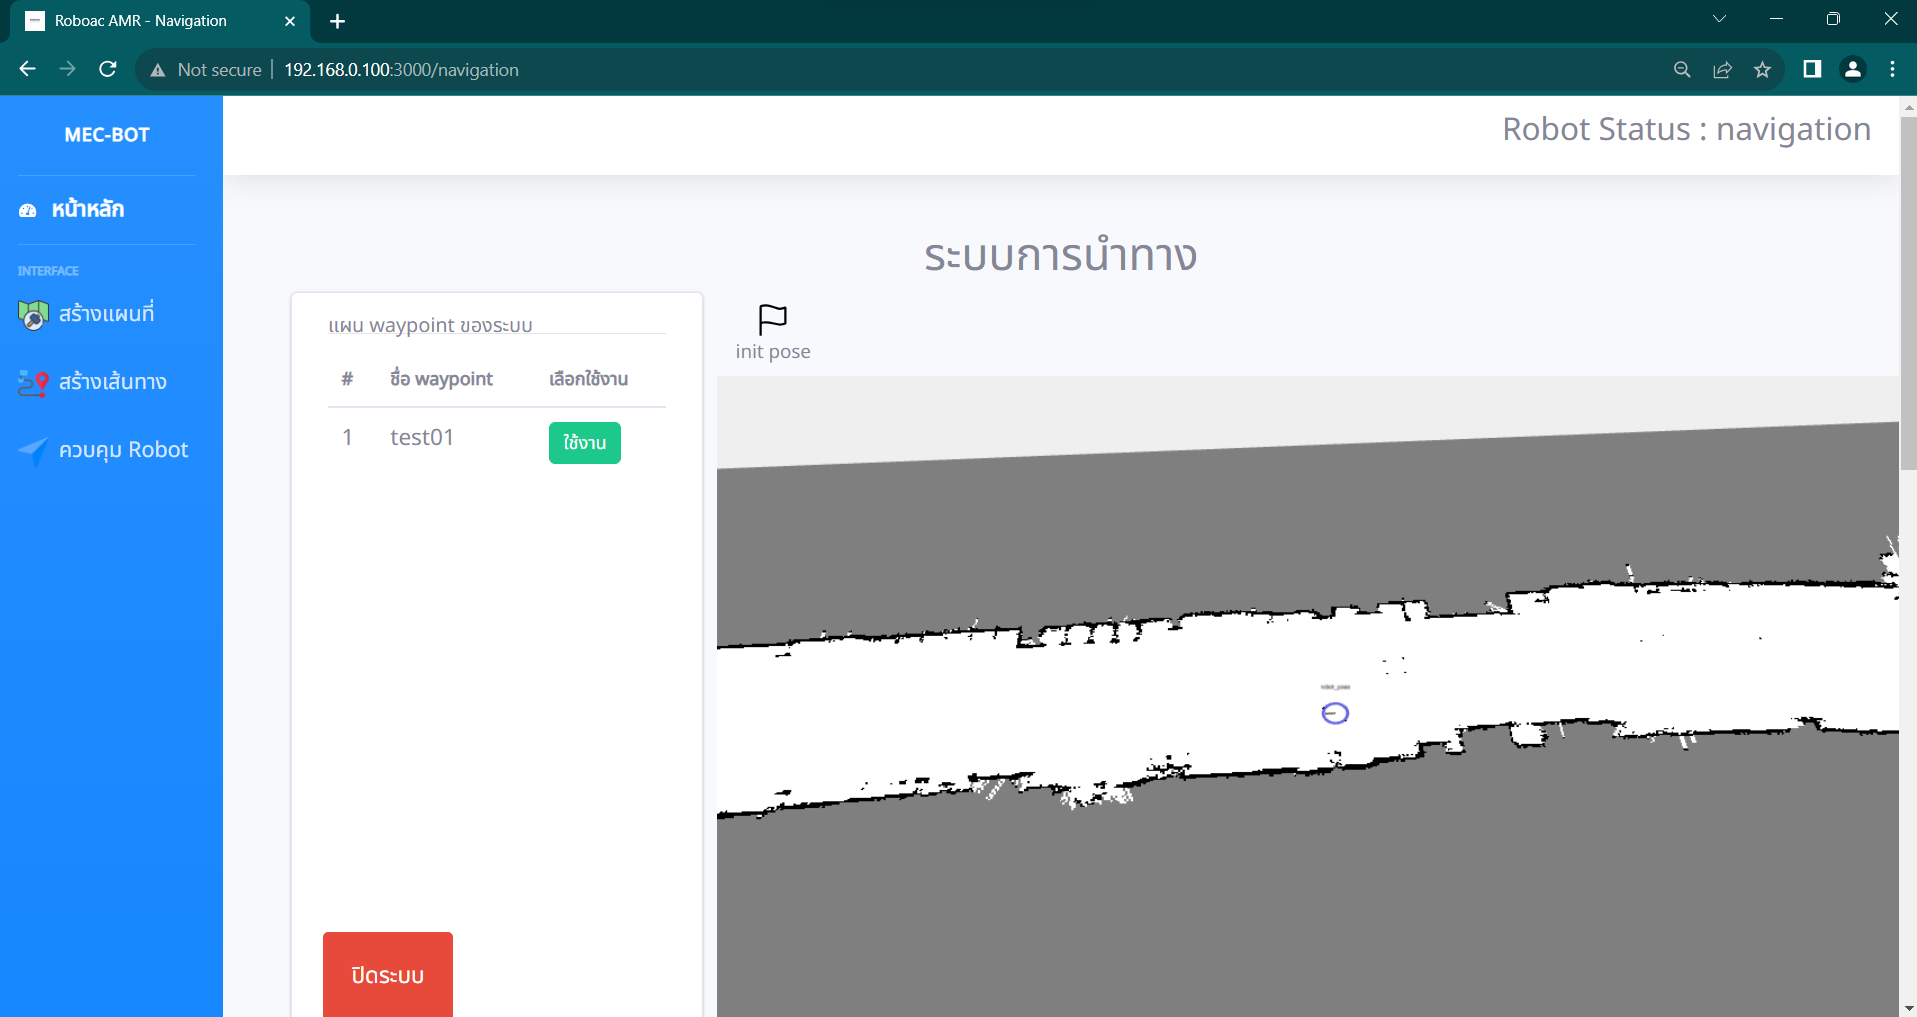 Roboac AMR - Navigation
Not secure
192.168.0.100:3000/navigation
MEC-BOT
Robot Status : navigation
หน้าหลัก
INTERFACE
สร้างแผนที่
สร้างเส้นทาง
ควบคุม Robot
ระบบการนำทาง
แผน waypoint ของระบบ
# ชื่อ waypoint เลือกใช้งาน
1 test01 ใช้งาน
ปิดระบบ
init pose
robot_pose